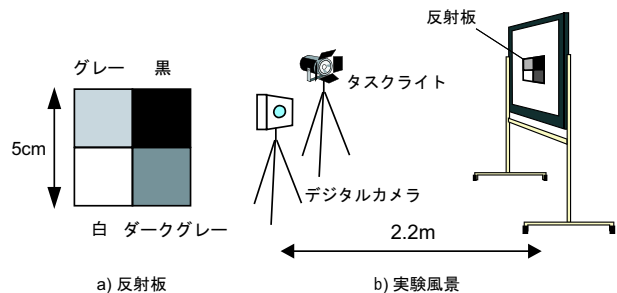 グレー 黒
5cm
白 ダークグレー
a) 反射板
反射板
タスクライト
デジタルカメラ
2.2m
b) 実験風景